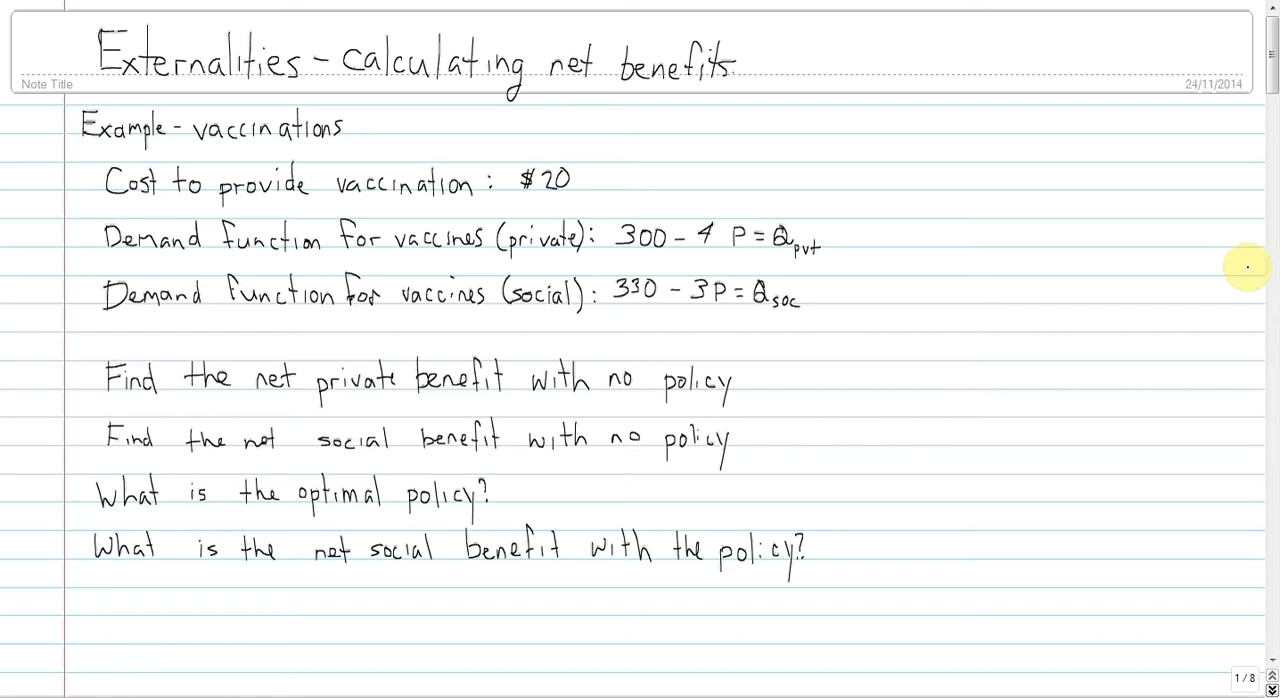 Externalities - calculating net benefits
Note Title
24/11/2014
Example - vaccinations
Cost to provide vaccination: $20
Demand function for vaccines (private): 300 - 4 P = Qpvt
Demand function for vaccines (social): 330 - 3P = Qsoc
Find the net private benefit with no policy
Find the net social benefit with no policy
What is the optimal policy?
What is the net social benefit with the policy?
1 / 8